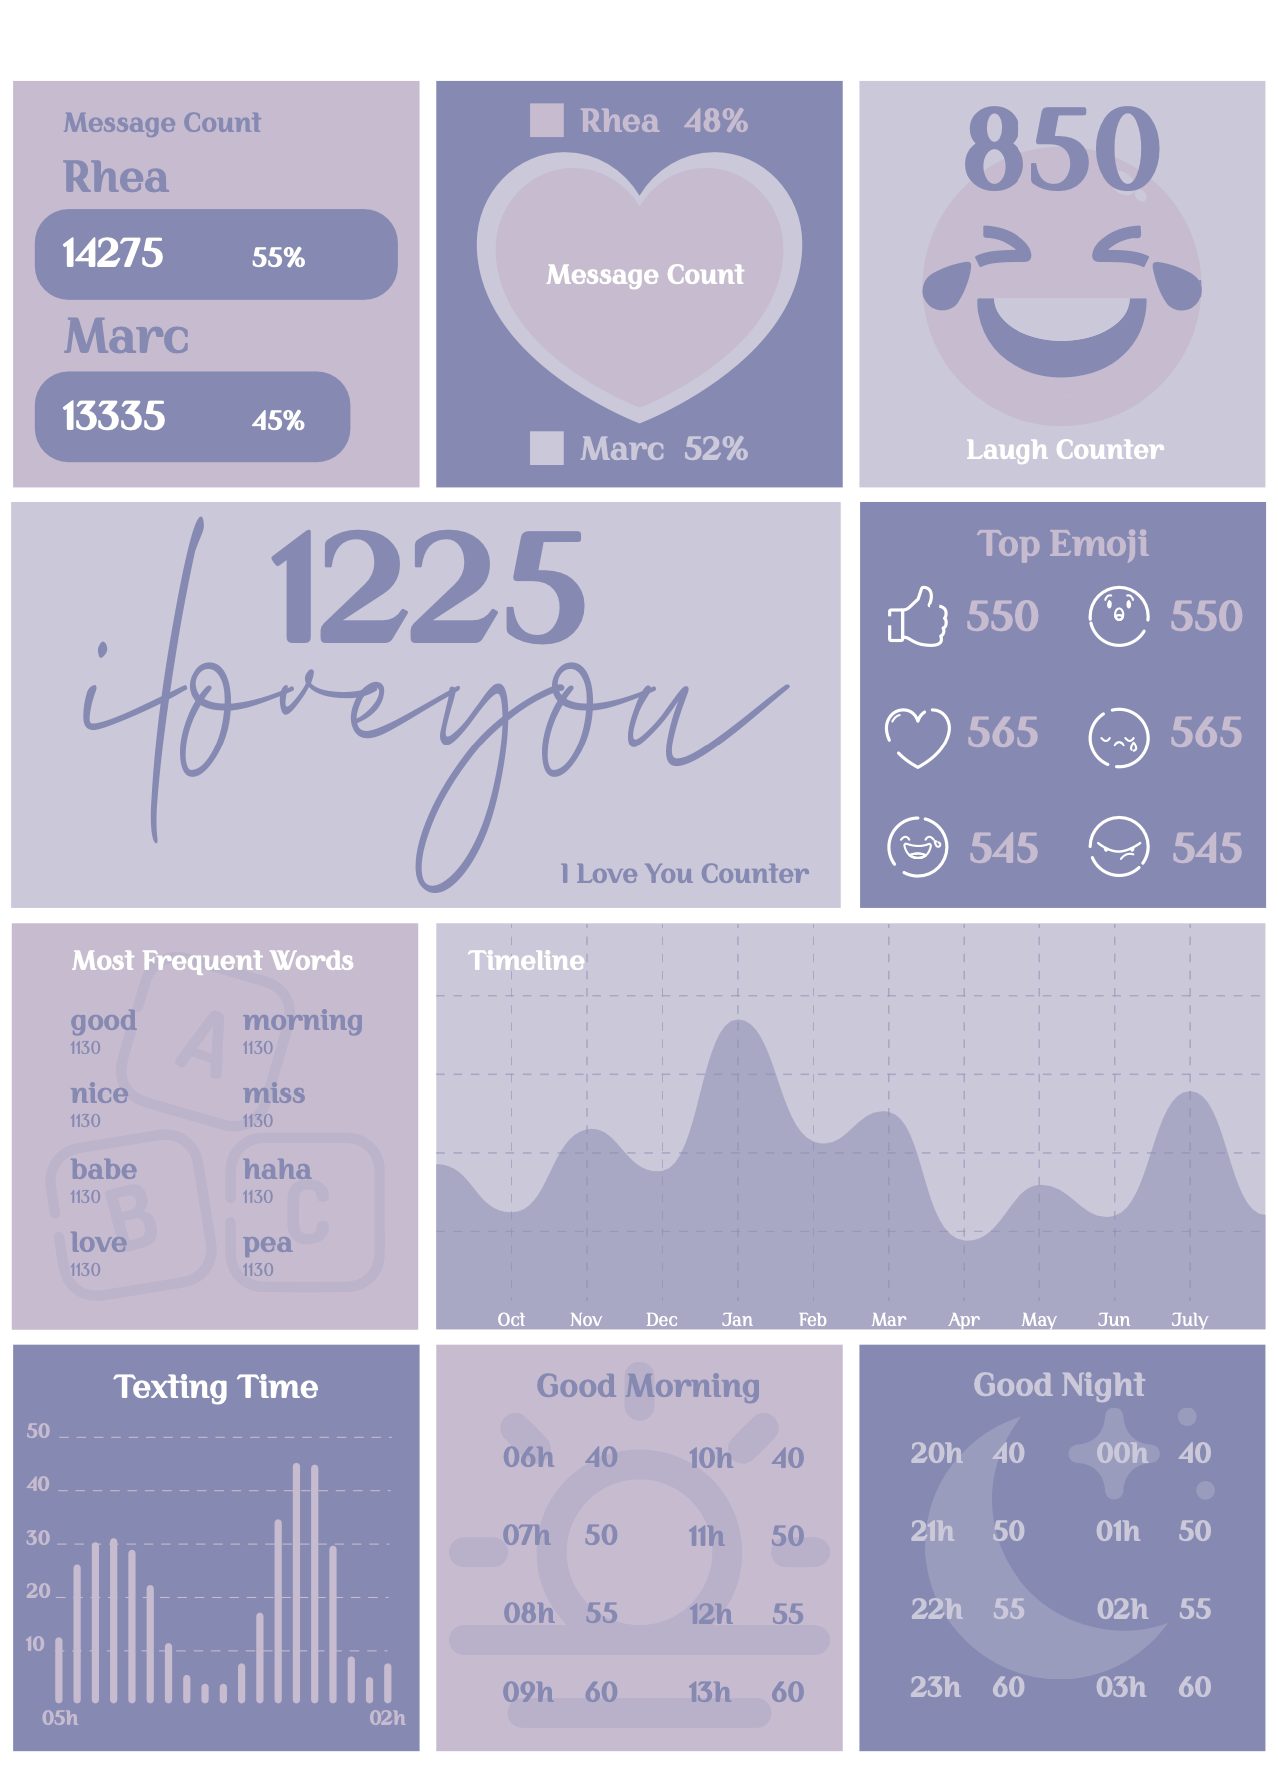 Message Count
Rhea
14275 55%
Marc
13335 45%
Rhea 48%
Message Count
Marc 52%
850
Laugh Counter
1225
i love you
I Love You Counter
Top Emoji
550 550
565 565
545 545
Most Frequent Words
A
good morning
1130 1130
nice miss
1130 1130
B C
babe haha
1130 1130
love pea
1130 1130
Timeline
Oct Nov Dec Jan Feb Mar Apr May Jun July
Texting Time
50
40
30
20
10
05h 02h
Good Morning
06h 40 10h 40
07h 50 11h 50
08h 55 12h 55
09h 60 13h 60
Good Night
20h 40 00h 40
21h 50 01h 50
22h 55 02h 55
23h 60 03h 60